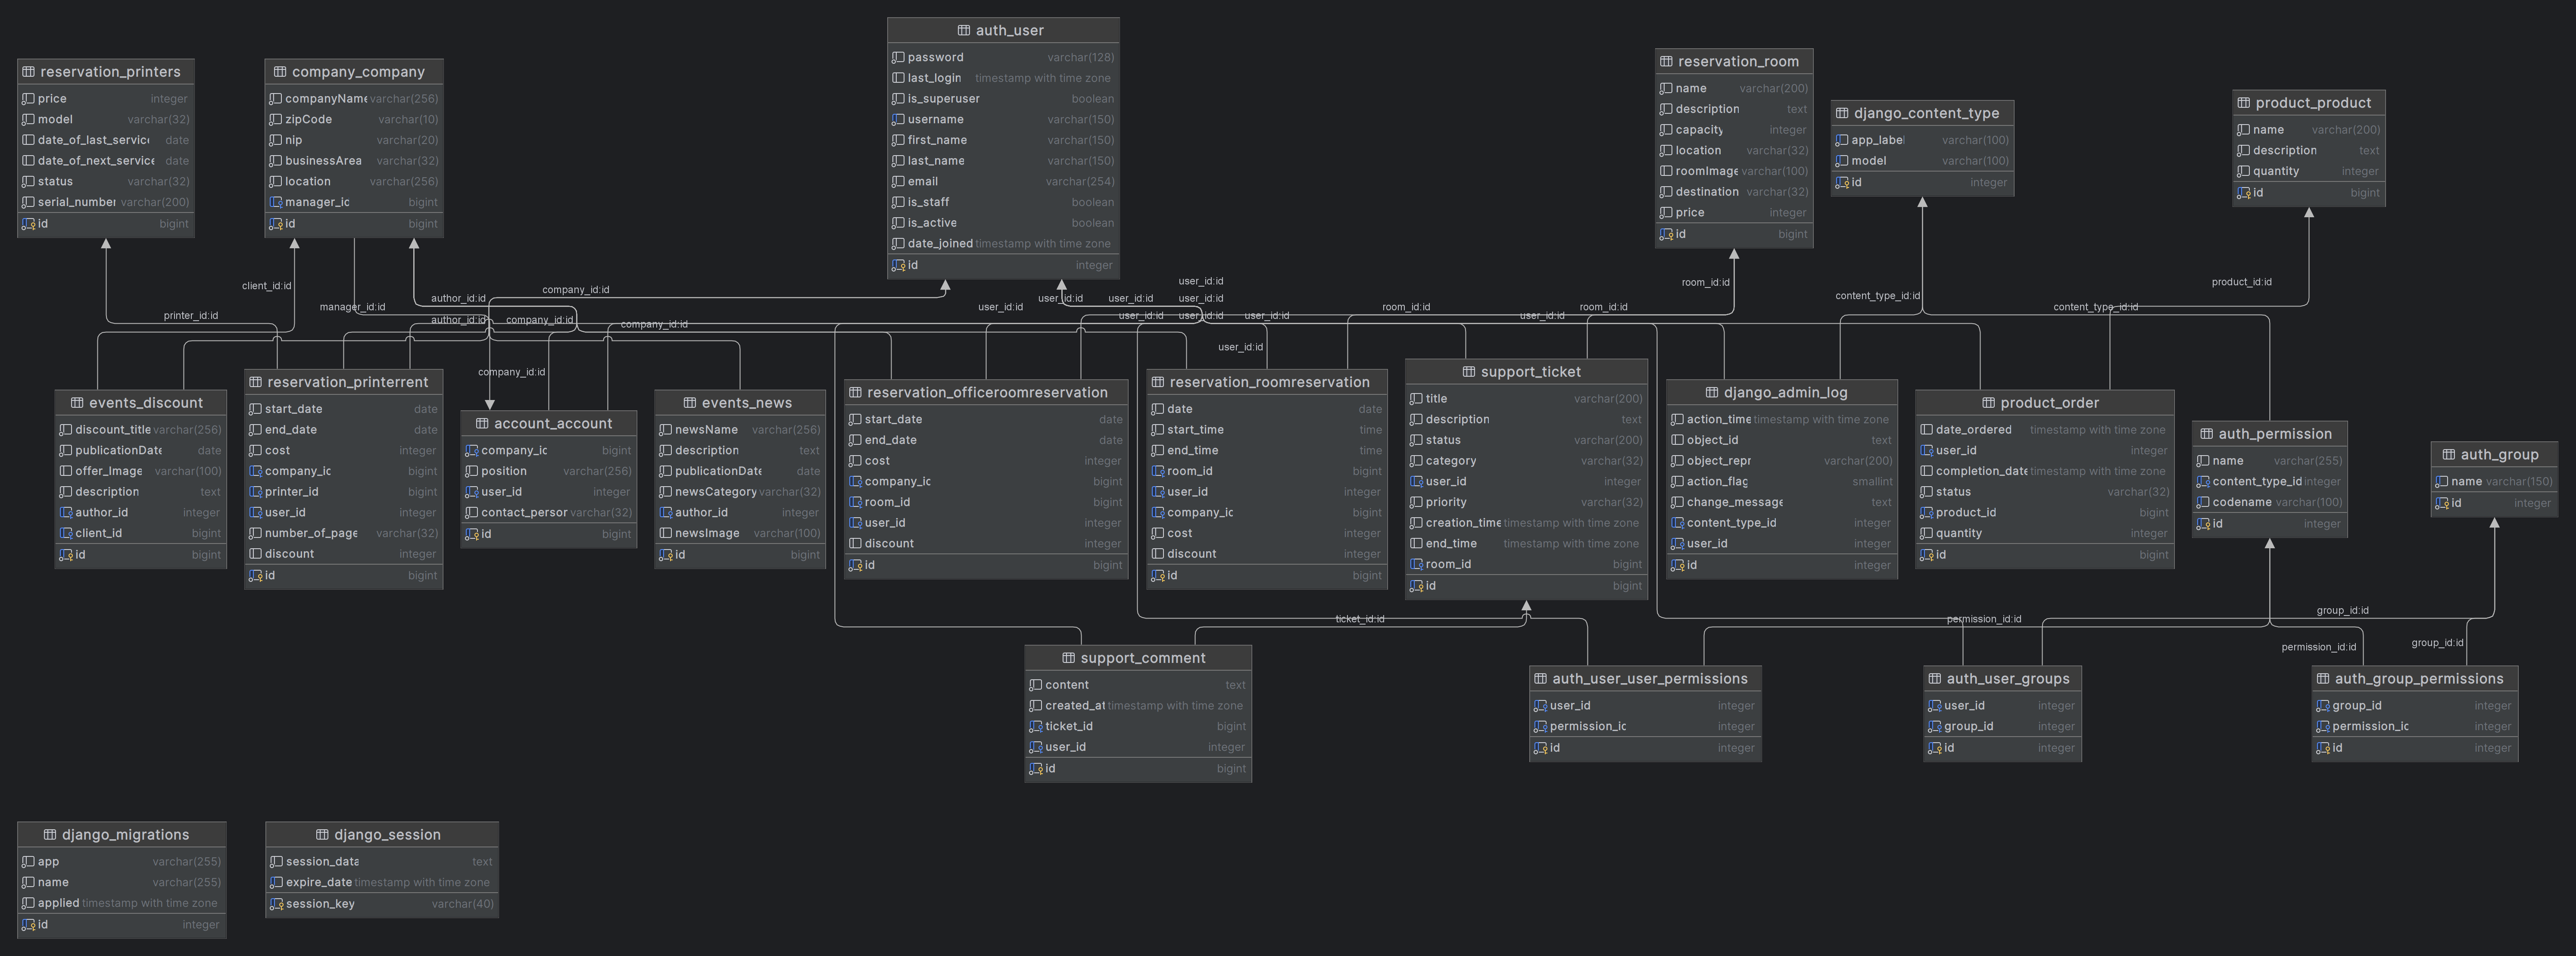 auth_user
password varchar(128)
last_login timestamp with time zone
is_superuser boolean
username varchar(150)
first_name varchar(150)
last_name varchar(150)
email varchar(254)
is_staff boolean
is_active boolean
date_joined timestamp with time zone
id integer
reservation_printers
price integer
model varchar(32)
date_of_last_servic date
date_of_next_service date
status varchar(32)
serial_number varchar(200)
id bigint
company_company
companyName varchar(256)
zipCode varchar(10)
nip varchar(20)
businessArea varchar(32)
location varchar(256)
manager_ic bigint
id bigint
reservation_room
name varchar(200)
description text
capacity integer
location varchar(32)
roomImage varchar(100)
destination varchar(32)
price integer
id bigint
django_content_type
app_label varchar(100)
model varchar(100)
id integer
product_product
name varchar(200)
description text
quantity integer
id bigint
client_id:id
company_id:id
user_id:id
room_id:id
product_id:id
manager_id:id
author_id:id
user_id:id
user_id:id
user_id:id
user_id:id
room_id:id
room_id:id
content_type_id:id
content_type_id:id
printer_id:id
author_id:id
company_id:id
company_id:id
user_id:id
user_id:id
user_id:id
user_id:id
user_id:id
company_id:id
events_discount
discount_title varchar(256)
publicationDate date
offer_Image varchar(100)
description text
author_id integer
client_id bigint
id bigint
reservation_printerrent
start_date date
end_date date
cost integer
company_ic bigint
printer_id bigint
user_id integer
number_of_page varchar(32)
discount integer
id bigint
account_account
company_ic bigint
position varchar(256)
user_id integer
contact_person varchar(32)
id bigint
events_news
newsName varchar(256)
description text
publicationDate date
newsCategory varchar(32)
author_id integer
newsImage varchar(100)
id bigint
reservation_officeroomreservation
start_date date
end_date date
cost integer
company_ic bigint
room_id bigint
user_id integer
discount integer
id bigint
reservation_roomreservation
date date
start_time time
end_time time
room_id bigint
user_id integer
company_ic bigint
cost integer
discount integer
id bigint
support_ticket
title varchar(200)
description text
status varchar(200)
category varchar(32)
user_id integer
priority varchar(32)
creation_time timestamp with time zone
end_time timestamp with time zone
room_id bigint
id bigint
django_admin_log
action_time timestamp with time zone
object_id text
object_repr varchar(200)
action_flag smallint
change_message text
content_type_id integer
user_id integer
id integer
product_order
date_ordered timestamp with time zone
user_id integer
completion_date timestamp with time zone
status varchar(32)
product_id bigint
quantity integer
id bigint
auth_permission
name varchar(255)
content_type_id integer
codename varchar(100)
id integer
auth_group
name varchar(150)
id integer
ticket_id:id
permission_id:id
group_id:id
permission_id:id
group_id:id
support_comment
content text
created_at timestamp with time zone
ticket_id bigint
user_id integer
id bigint
auth_user_user_permissions
user_id integer
permission_ic integer
id integer
auth_user_groups
user_id integer
group_id integer
id integer
auth_group_permissions
group_id integer
permission_ic integer
id integer
django_migrations
app varchar(255)
name varchar(255)
applied timestamp with time zone
id integer
django_session
session_data text
expire_date timestamp with time zone
session_key varchar(40)